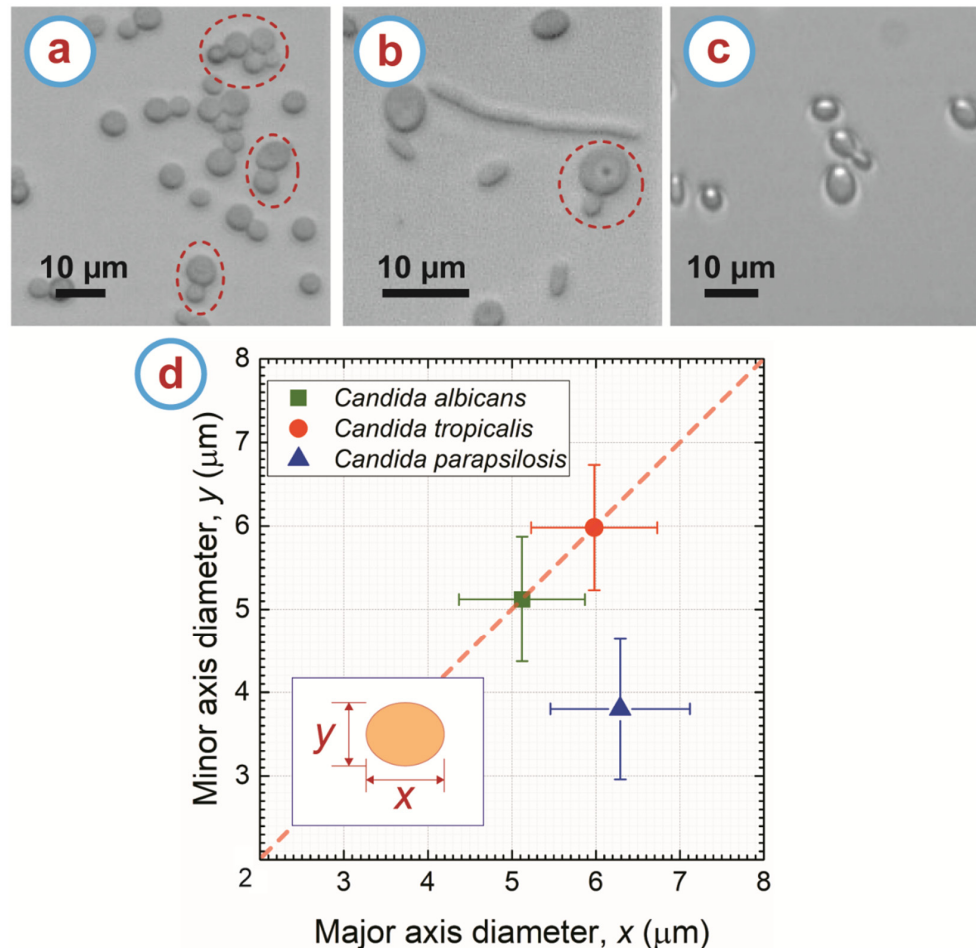 a
b
c
10 μm
10 μm
10 μm
d
Candida albicans
Candida tropicalis
Candida parapsilosis
8
7
6
5
4
3
2
Minor axis diameter, y (μm)
y
x
3
4
5
6
7
8
Major axis diameter, x (μm)